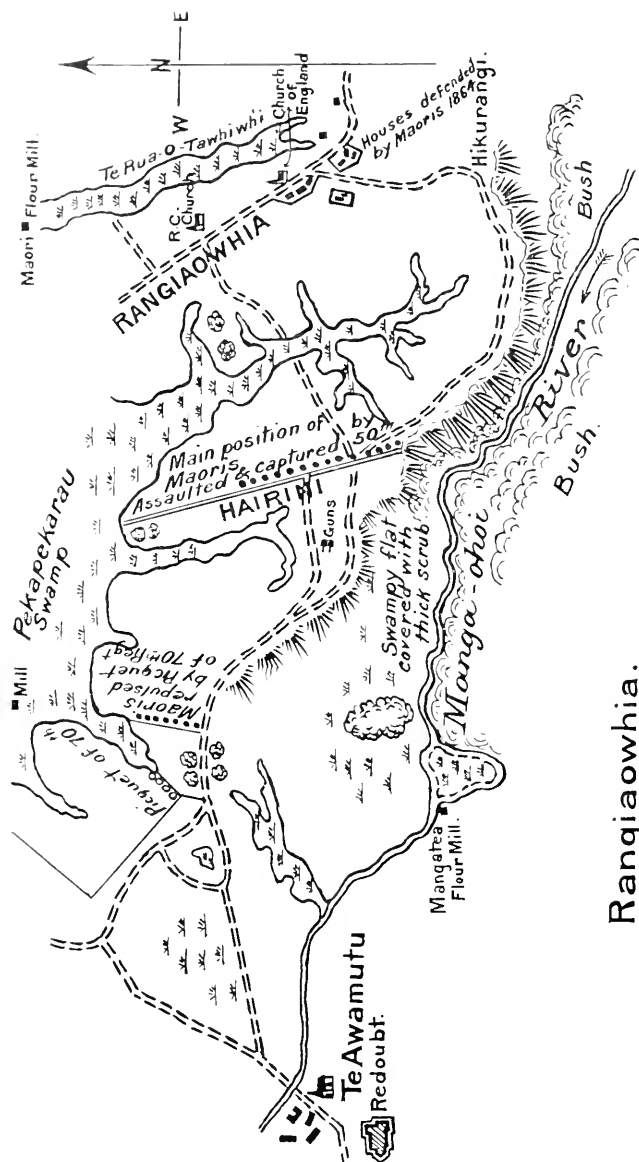 Maori Flour Mill.
Te Rua-o-Tawhiwhi
N
W
E
R.C.
Church
Church
of
England
RANGIAOWHIA
Houses defended
by Maoris 1864
Hikurangi.
Pekapekarau
Swamp
Mill
Picquet of 70th
Maoris
repulsed
by Picquet
of 70th Regt
Main position of
Maoris
Assaulted & captured by 50th
HAIRINI
Guns
Swampy flat
covered with
thick scrub
Bush
Manga-ohoi River
Bush.
Mangatea
Flour Mill.
Te Awamutu
Redoubt.
Rangiaowhia.